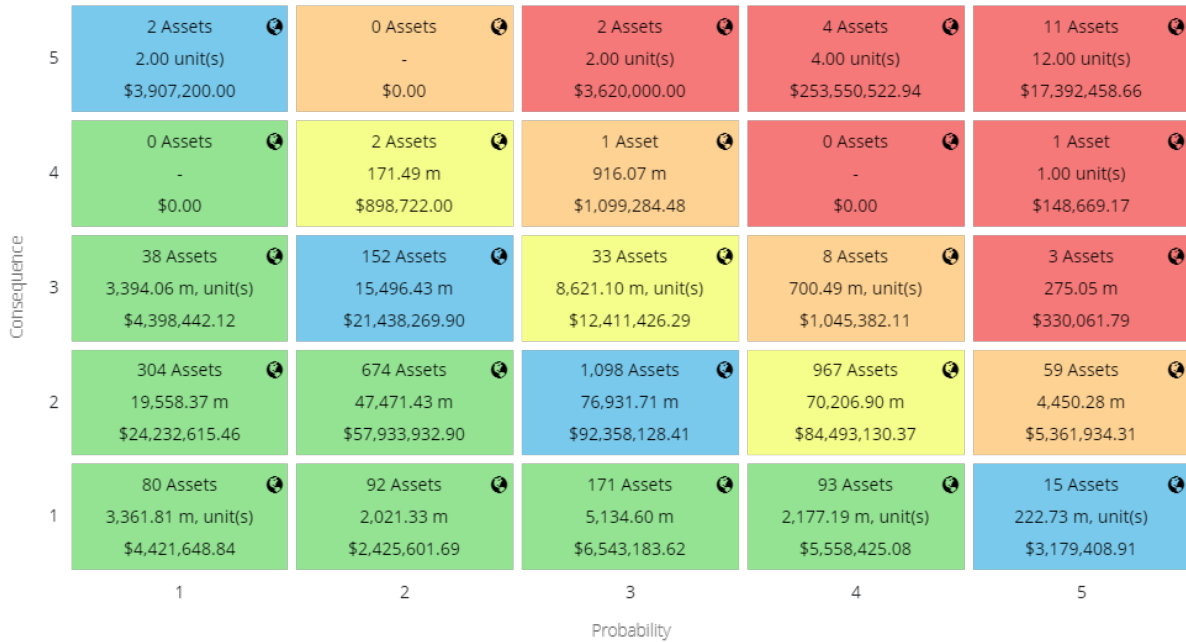 5
2 Assets
2.00 unit(s)
$3,907,200.00
0 Assets
-
$0.00
2 Assets
2.00 unit(s)
$3,620,000.00
4 Assets
4.00 unit(s)
$253,550,522.94
11 Assets
12.00 unit(s)
$17,392,458.66
4
0 Assets
-
$0.00
2 Assets
171.49 m
$898,722.00
1 Asset
916.07 m
$1,099,284.48
0 Assets
-
$0.00
1 Asset
1.00 unit(s)
$148,669.17
Consequence
3
38 Assets
3,394.06 m, unit(s)
$4,398,442.12
152 Assets
15,496.43 m
$21,438,269.90
33 Assets
8,621.10 m, unit(s)
$12,411,426.29
8 Assets
700.49 m, unit(s)
$1,045,382.11
3 Assets
275.05 m
$330,061.79
2
304 Assets
19,558.37 m
$24,232,615.46
674 Assets
47,471.43 m
$57,933,932.90
1,098 Assets
76,931.71 m
$92,358,128.41
967 Assets
70,206.90 m
$84,493,130.37
59 Assets
4,450.28 m
$5,361,934.31
1
80 Assets
3,361.81 m, unit(s)
$4,421,648.84
92 Assets
2,021.33 m
$2,425,601.69
171 Assets
5,134.60 m
$6,543,183.62
93 Assets
2,177.19 m, unit(s)
$5,558,425.08
15 Assets
222.73 m, unit(s)
$3,179,408.91
1
2
3
4
5
Probability